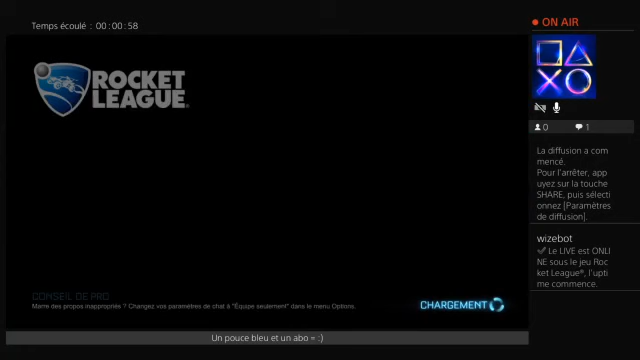 Temps écoulé : 00:00:58
ON AIR
ROCKET
LEAGUE
0 1
La diffusion a com
mencé.
Pour l'arrêter, app
uyez sur la touche
SHARE, puis sélecti
onnez [Paramètres
de diffusion].
wizebot
Le LIVE est ONLI
NE sous le jeu Roc
ket League®, l'upti
me commence.
CONSEIL DE PRO
Marre des propos inappropriés ? Changez vos paramètres de chat à "Équipe seulement" dans le menu Options.
CHARGEMENT
Un pouce bleu et un abo = :)